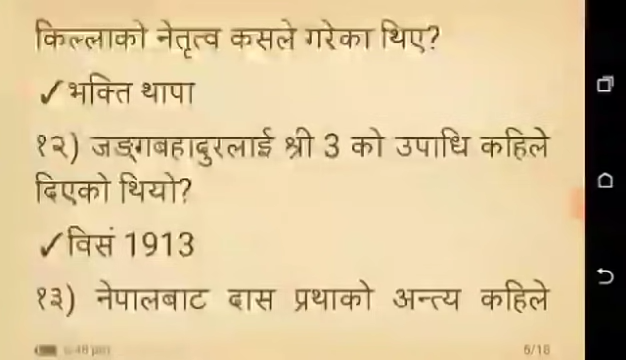 किल्लाको नेतृत्व कसले गरेका थिए?
✓भक्ति थापा
१२) जङ्गबहादुरलाई श्री 3 को उपाधि कहिले
दिएको थियो?
✓विसं 1913
१३) नेपालबाट दास प्रथाको अन्त्य कहिले
5/18